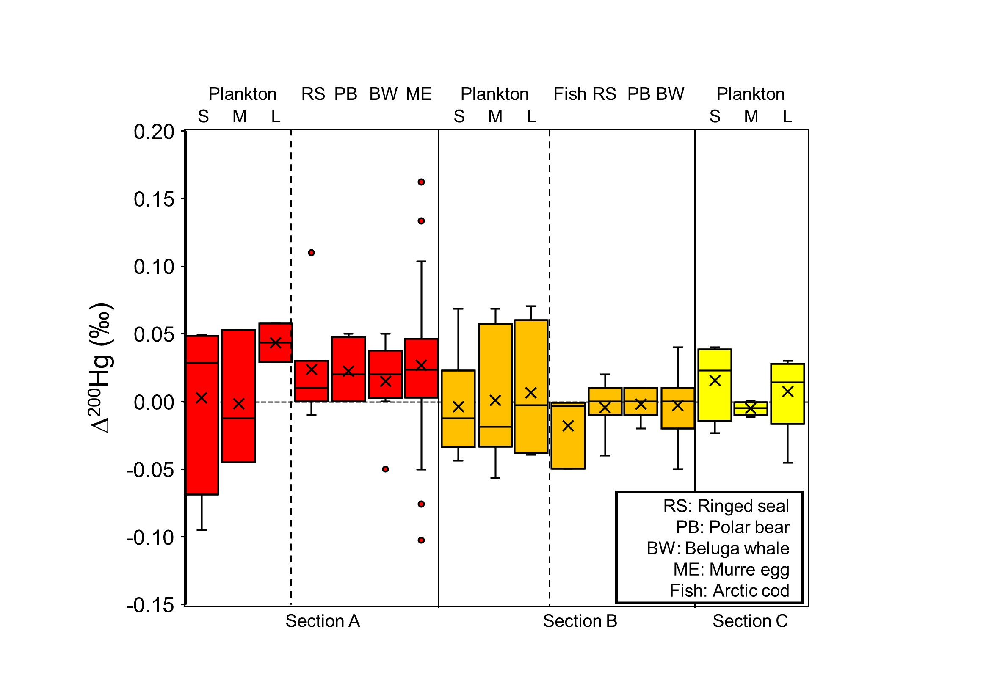 Plankton RS PB BW ME Plankton Fish RS PB BW Plankton
S M L S M L S M L
0.20
0.15
0.10
0.05
0.00
-0.05
-0.10
-0.15
Δ200Hg (‰)
RS: Ringed seal
PB: Polar bear
BW: Beluga whale
ME: Murre egg
Fish: Arctic cod
Section A Section B Section C